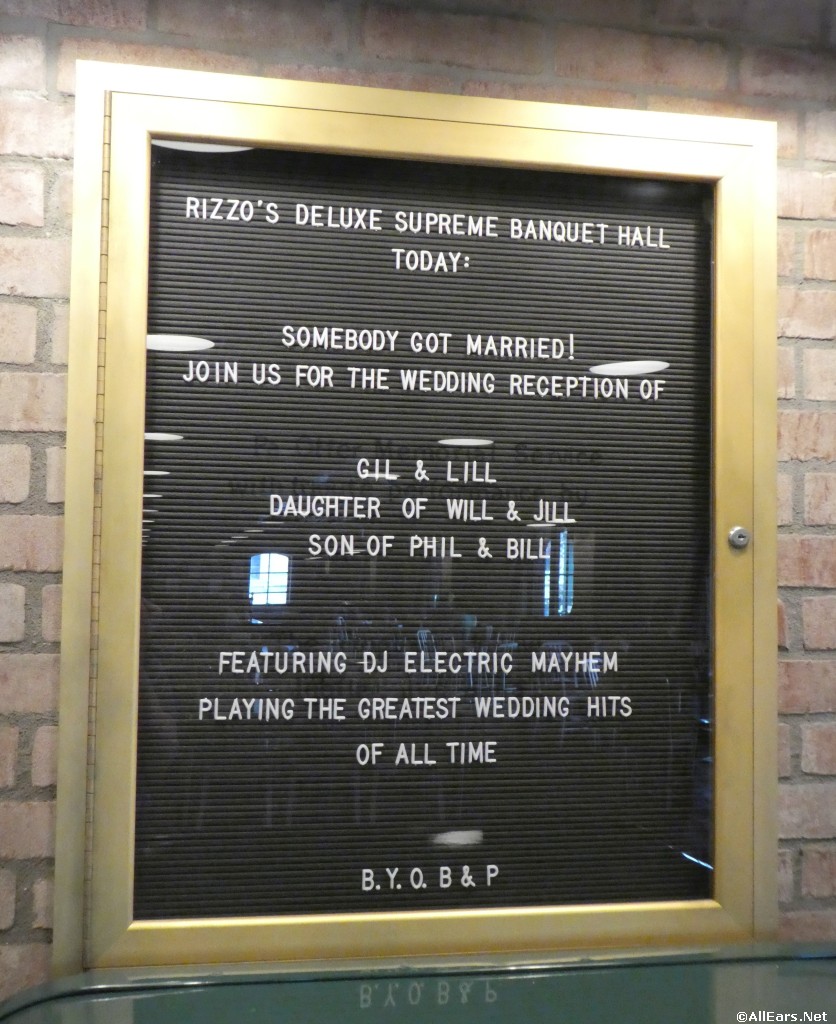 RIZZO'S DELUXE SUPREME BANQUET HALL
TODAY:
SOMEBODY GOT MARRIED!
JOIN US FOR THE WEDDING RECEPTION OF
GIL & LILL
DAUGHTER OF WILL & JILL
SON OF PHIL & BILL
FEATURING DJ ELECTRIC MAYHEM
PLAYING THE GREATEST WEDDING HITS
OF ALL TIME
B.Y.O. B & P
©AllEars.Net